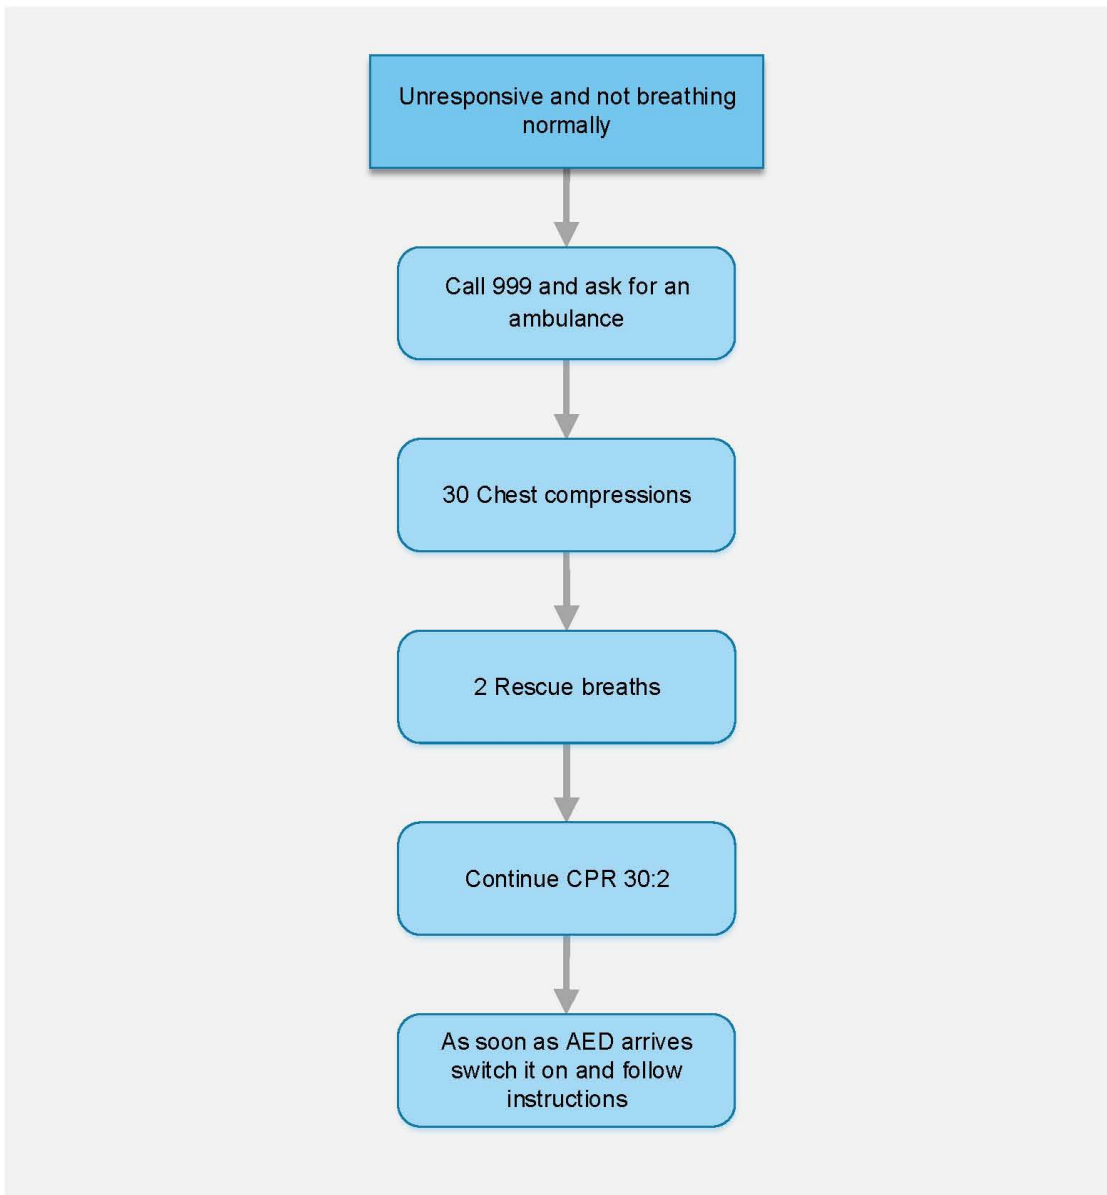 Unresponsive and not breathing
normally
Call 999 and ask for an
ambulance
30 Chest compressions
2 Rescue breaths
Continue CPR 30:2
As soon as AED arrives
switch it on and follow
instructions